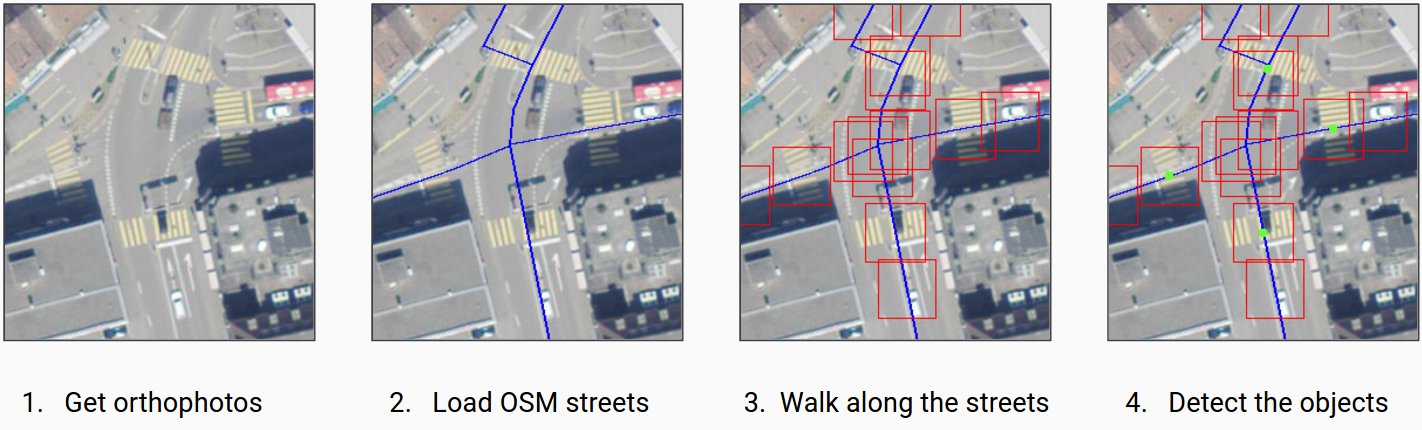 1. Get orthophotos
2. Load OSM streets
3. Walk along the streets
4. Detect the objects